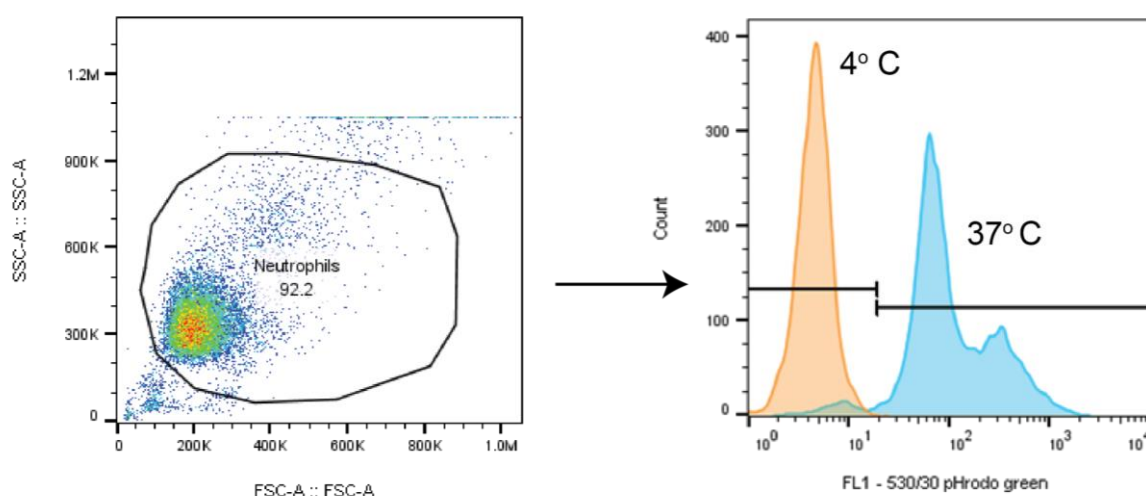 1.2M
900K
600K
300K
0
SSC-A :: SSC-A
Neutrophils
92.2
0 200K 400K 600K 800K 1.0M
FSC-A :: FSC-A
400
300
200
100
0
Count
4° C
37° C
10⁰ 10¹ 10² 10³ 10⁴
FL1 - 530/30 pHrodo green